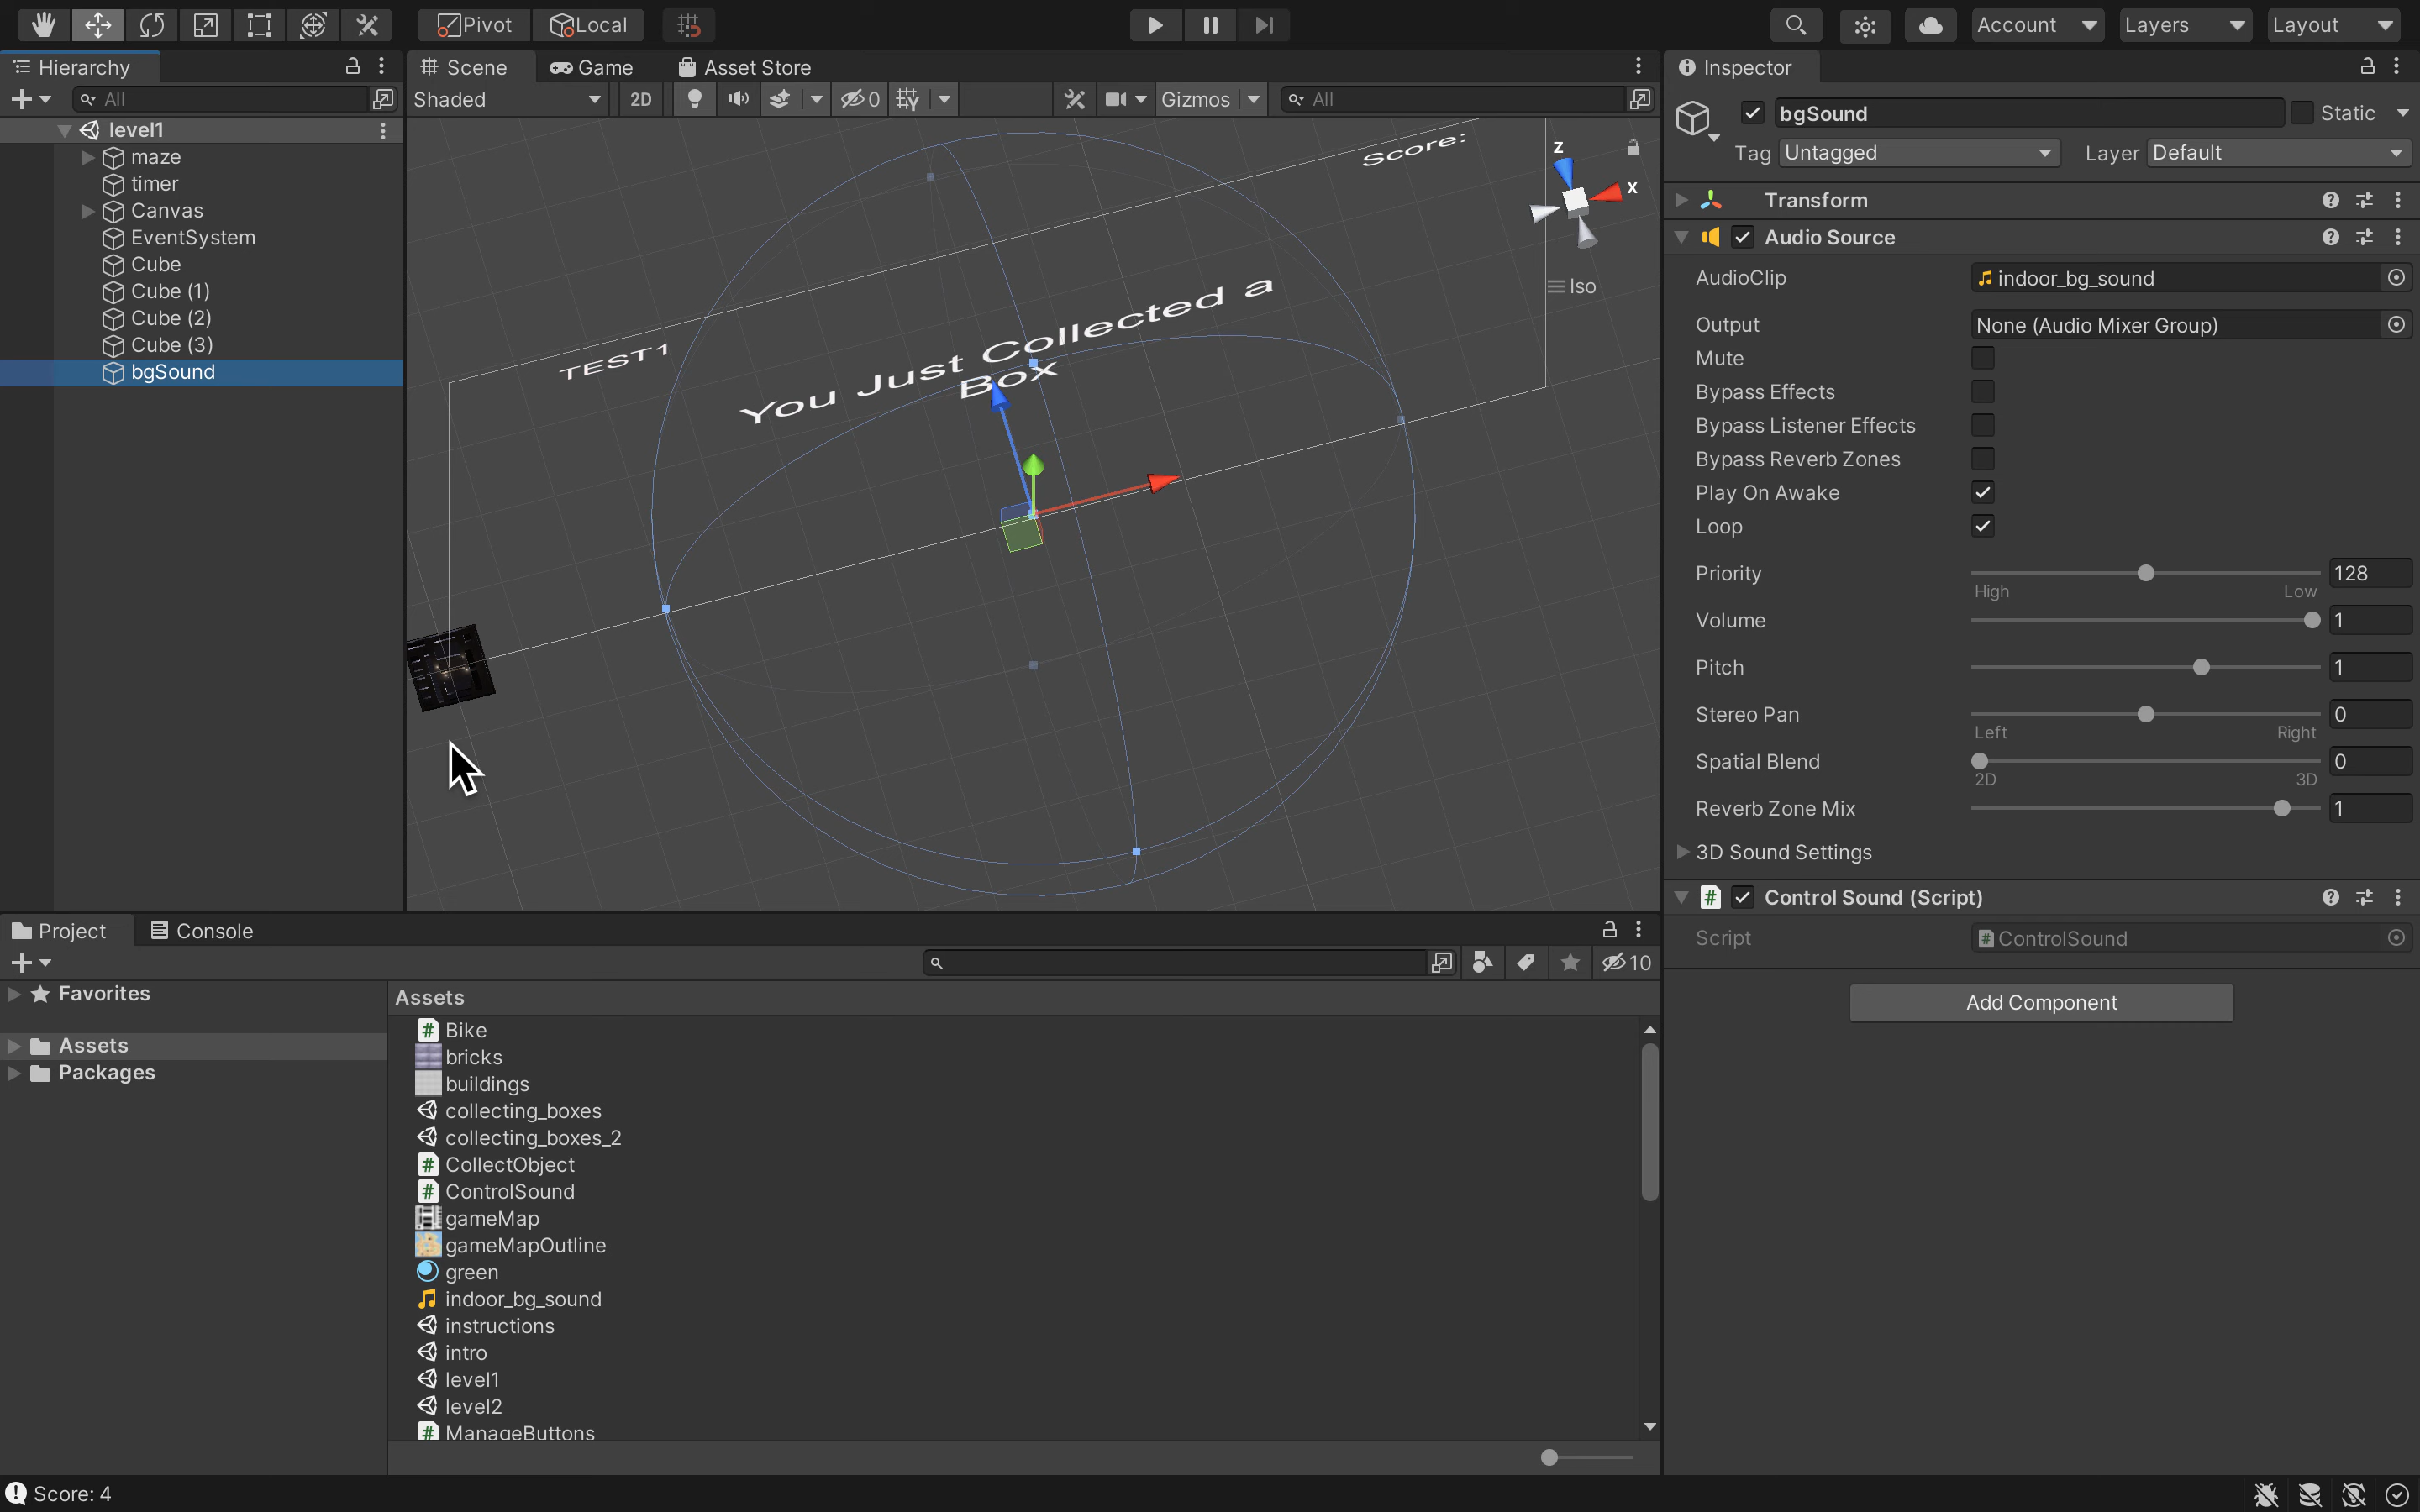 Pivot Local Account Layers Layout
Hierarchy
All
level1
maze
timer
Canvas
EventSystem
Cube
Cube (1)
Cube (2)
Cube (3)
bgSound
Scene Game Asset Store
Shaded 2D 0 Gizmos All
Score:
z
x
Iso
TEST1
You Just Collected a
Box
Inspector
bgSound Static
Tag Untagged Layer Default
Transform
Audio Source
AudioClip indoor_bg_sound
Output None (Audio Mixer Group)
Mute
Bypass Effects
Bypass Listener Effects
Bypass Reverb Zones
Play On Awake
Loop
Priority 128
High Low
Volume 1
Pitch 1
Stereo Pan 0
Left Right
Spatial Blend 0
2D 3D
Reverb Zone Mix 1
3D Sound Settings
Control Sound (Script)
Script ControlSound
Add Component
Project Console
10
Favorites
Assets
Packages
Assets
Bike
bricks
buildings
collecting_boxes
collecting_boxes_2
CollectObject
ControlSound
gameMap
gameMapOutline
green
indoor_bg_sound
instructions
intro
level1
level2
ManageButtons
Score: 4